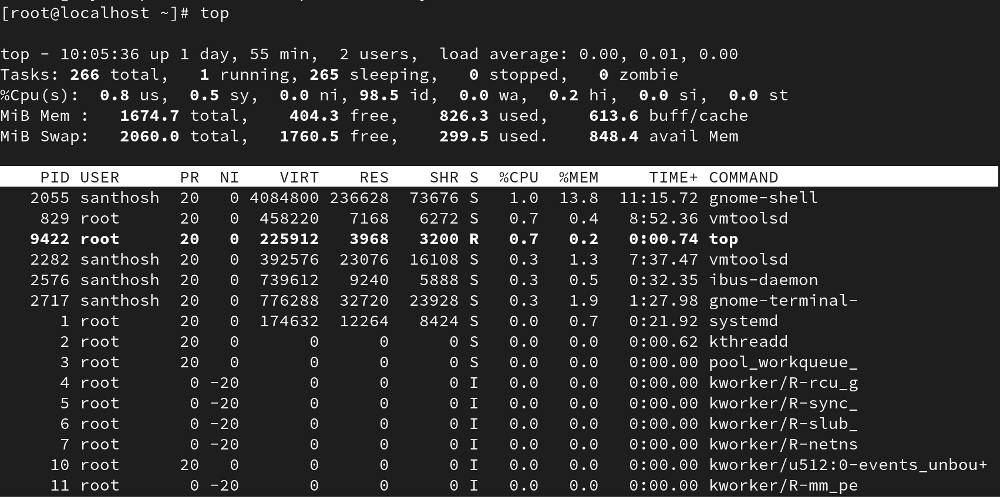 [root@localhost ~]# top
top - 10:05:36 up 1 day, 55 min,  2 users,  load average: 0.00, 0.01, 0.00
Tasks: 266 total,   1 running, 265 sleeping,   0 stopped,   0 zombie
%Cpu(s):  0.8 us,  0.5 sy,  0.0 ni, 98.5 id,  0.0 wa,  0.2 hi,  0.0 si,  0.0 st
MiB Mem :   1674.7 total,    404.3 free,    826.3 used,    613.6 buff/cache
MiB Swap:   2060.0 total,   1760.5 free,    299.5 used.    848.4 avail Mem
    PID USER      PR  NI    VIRT    RES    SHR S  %CPU  %MEM     TIME+ COMMAND
   2055 santhosh  20   0 4084800 236628  73676 S   1.0  13.8  11:15.72 gnome-shell
    829 root      20   0  458220   7168   6272 S   0.7   0.4   8:52.36 vmtoolsd
   9422 root      20   0  225912   3968   3200 R   0.7   0.2   0:00.74 top
   2282 santhosh  20   0  392576  23076  16108 S   0.3   1.3   7:37.47 vmtoolsd
   2576 santhosh  20   0  739612   9240   5888 S   0.3   0.5   0:32.35 ibus-daemon
   2717 santhosh  20   0  776288  32720  23928 S   0.3   1.9   1:27.98 gnome-terminal-
      1 root      20   0  174632  12264   8424 S   0.0   0.7   0:21.92 systemd
      2 root      20   0       0      0      0 S   0.0   0.0   0:00.62 kthreadd
      3 root      20   0       0      0      0 S   0.0   0.0   0:00.00 pool_workqueue_
      4 root       0 -20       0      0      0 I   0.0   0.0   0:00.00 kworker/R-rcu_g
      5 root       0 -20       0      0      0 I   0.0   0.0   0:00.00 kworker/R-sync_
      6 root       0 -20       0      0      0 I   0.0   0.0   0:00.00 kworker/R-slub_
      7 root       0 -20       0      0      0 I   0.0   0.0   0:00.00 kworker/R-netns
     10 root      20   0       0      0      0 I   0.0   0.0   0:00.00 kworker/u512:0-events_unbou+
     11 root       0 -20       0      0      0 I   0.0   0.0   0:00.00 kworker/R-mm_pe